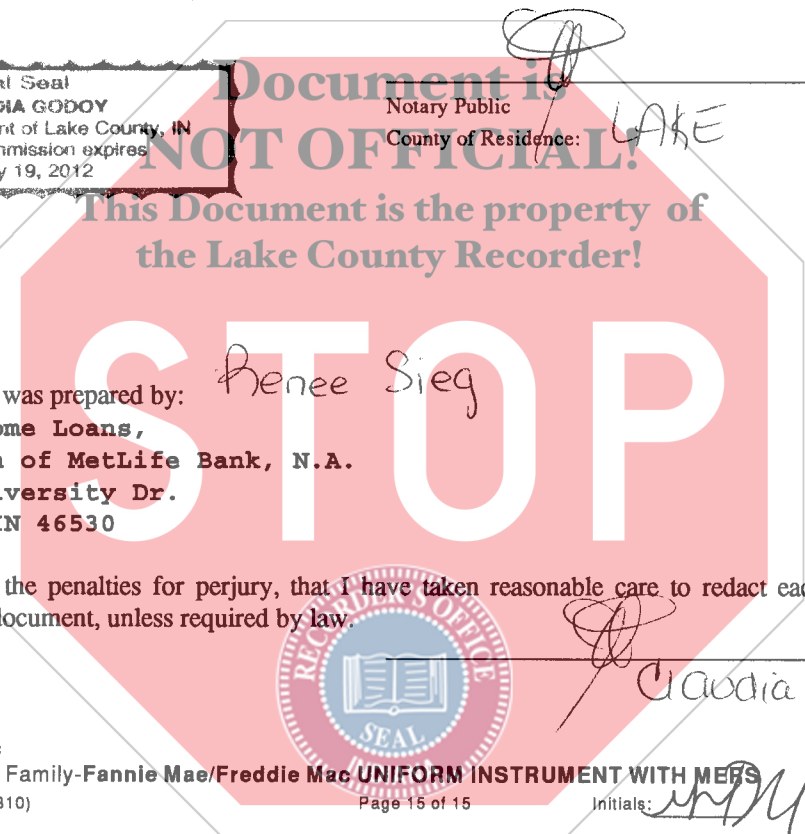 al Seal
DIA GODOY
nt of Lake County, IN
mmission expires
y 19, 2012
Document is
NOT OFFICIAL!
This Document is the property of
the Lake County Recorder!
Notary Public
County of Residence: LAKE
STOP
was prepared by: Renee Sieg
ome Loans,
n of MetLife Bank, N.A.
iversity Dr.
IN 46530
the penalties for perjury, that I have taken reasonable care to redact eac
document, unless required by law.
Claudia
RECORDER'S OFFICE
SEAL
Family-Fannie Mae/Freddie Mac UNIFORM INSTRUMENT WITH MERS
810)
Page 15 of 15
Initials: